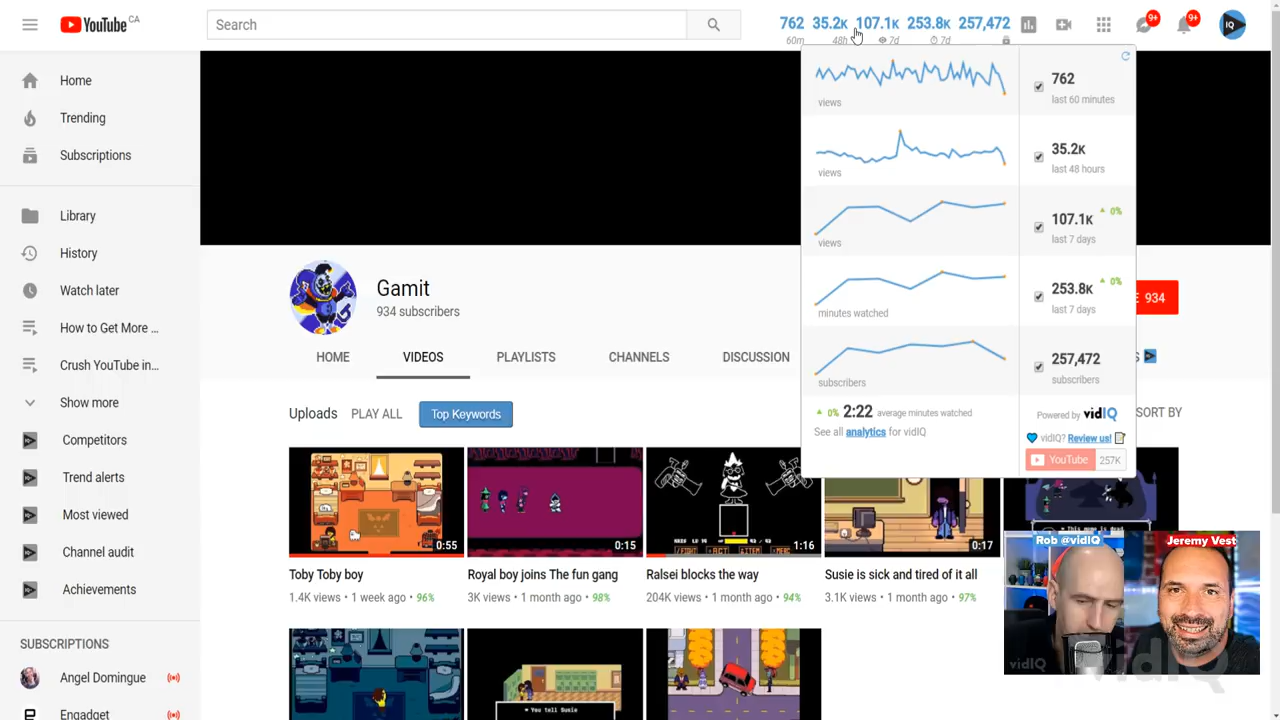 YouTube CA
Search
762 35.2K 107.1K 253.8K 257,472
60m 48h 7d 7d
9+
9+
IQ
Home
Trending
Subscriptions
Library
History
Watch later
How to Get More ...
Crush YouTube in...
Show more
Competitors
Trend alerts
Most viewed
Channel audit
Achievements
SUBSCRIPTIONS
Angel Domingue
Engadget
views
762
last 60 minutes
views
35.2K
last 48 hours
views
107.1K 0%
last 7 days
minutes watched
253.8K 0%
last 7 days
subscribers
257,472
subscribers
0% 2:22 average minutes watched
See all analytics for vidIQ
Powered by vidIQ
vidIQ? Review us!
YouTube 257K
Gamit
934 subscribers
E 934
HOME VIDEOS PLAYLISTS CHANNELS DISCUSSION
S
Uploads PLAY ALL Top Keywords
SORT BY
0:55
0:15
1:16
0:17
Toby Toby boy
1.4K views • 1 week ago • 96%
Royal boy joins The fun gang
3K views • 1 month ago • 98%
Ralsei blocks the way
204K views • 1 month ago • 94%
Susie is sick and tired of it all
3.1K views • 1 month ago • 97%
Rob @vidIQ
Jeremy Vest
vidIQ
vidIQ
* You tell Susie